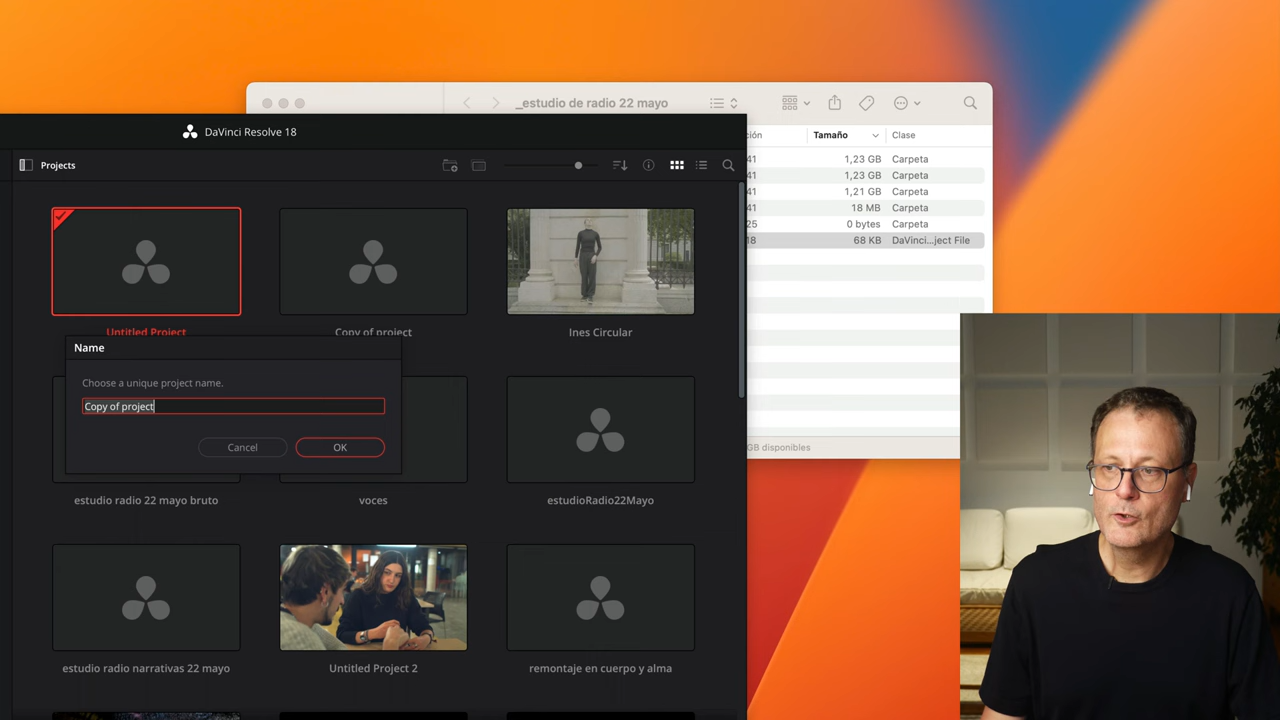 _estudio de radio 22 mayo
DaVinci Resolve 18
ción
Tamaño
Clase
Projects
41
1,23 GB
Carpeta
41
1,23 GB
Carpeta
41
1,21 GB
Carpeta
41
18 MB
Carpeta
25
0 bytes
Carpeta
18
68 KB
DaVinci...ject File
Untitled Project
Copy of project
Ines Circular
Name
Choose a unique project name.
Copy of project
Cancel
OK
GB disponibles
estudio radio 22 mayo bruto
voces
estudioRadio22Mayo
estudio radio narrativas 22 mayo
Untitled Project 2
remontaje en cuerpo y alma